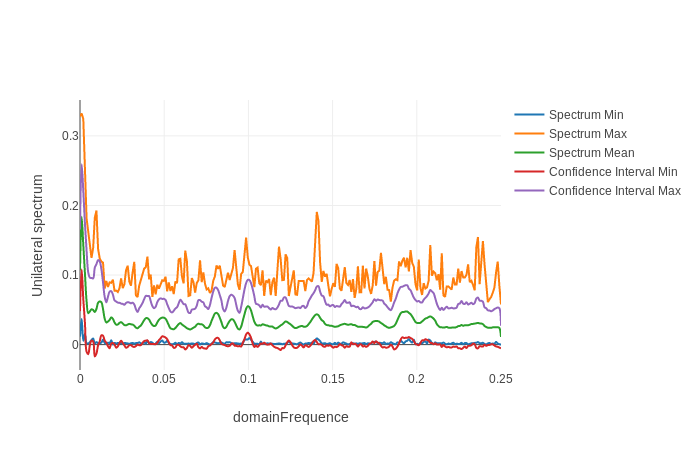 Spectrum Min
Spectrum Max
Spectrum Mean
Confidence Interval Min
Confidence Interval Max
Unilateral spectrum
0.3
0.2
0.1
0
0 0.05 0.1 0.15 0.2 0.25
domainFrequence